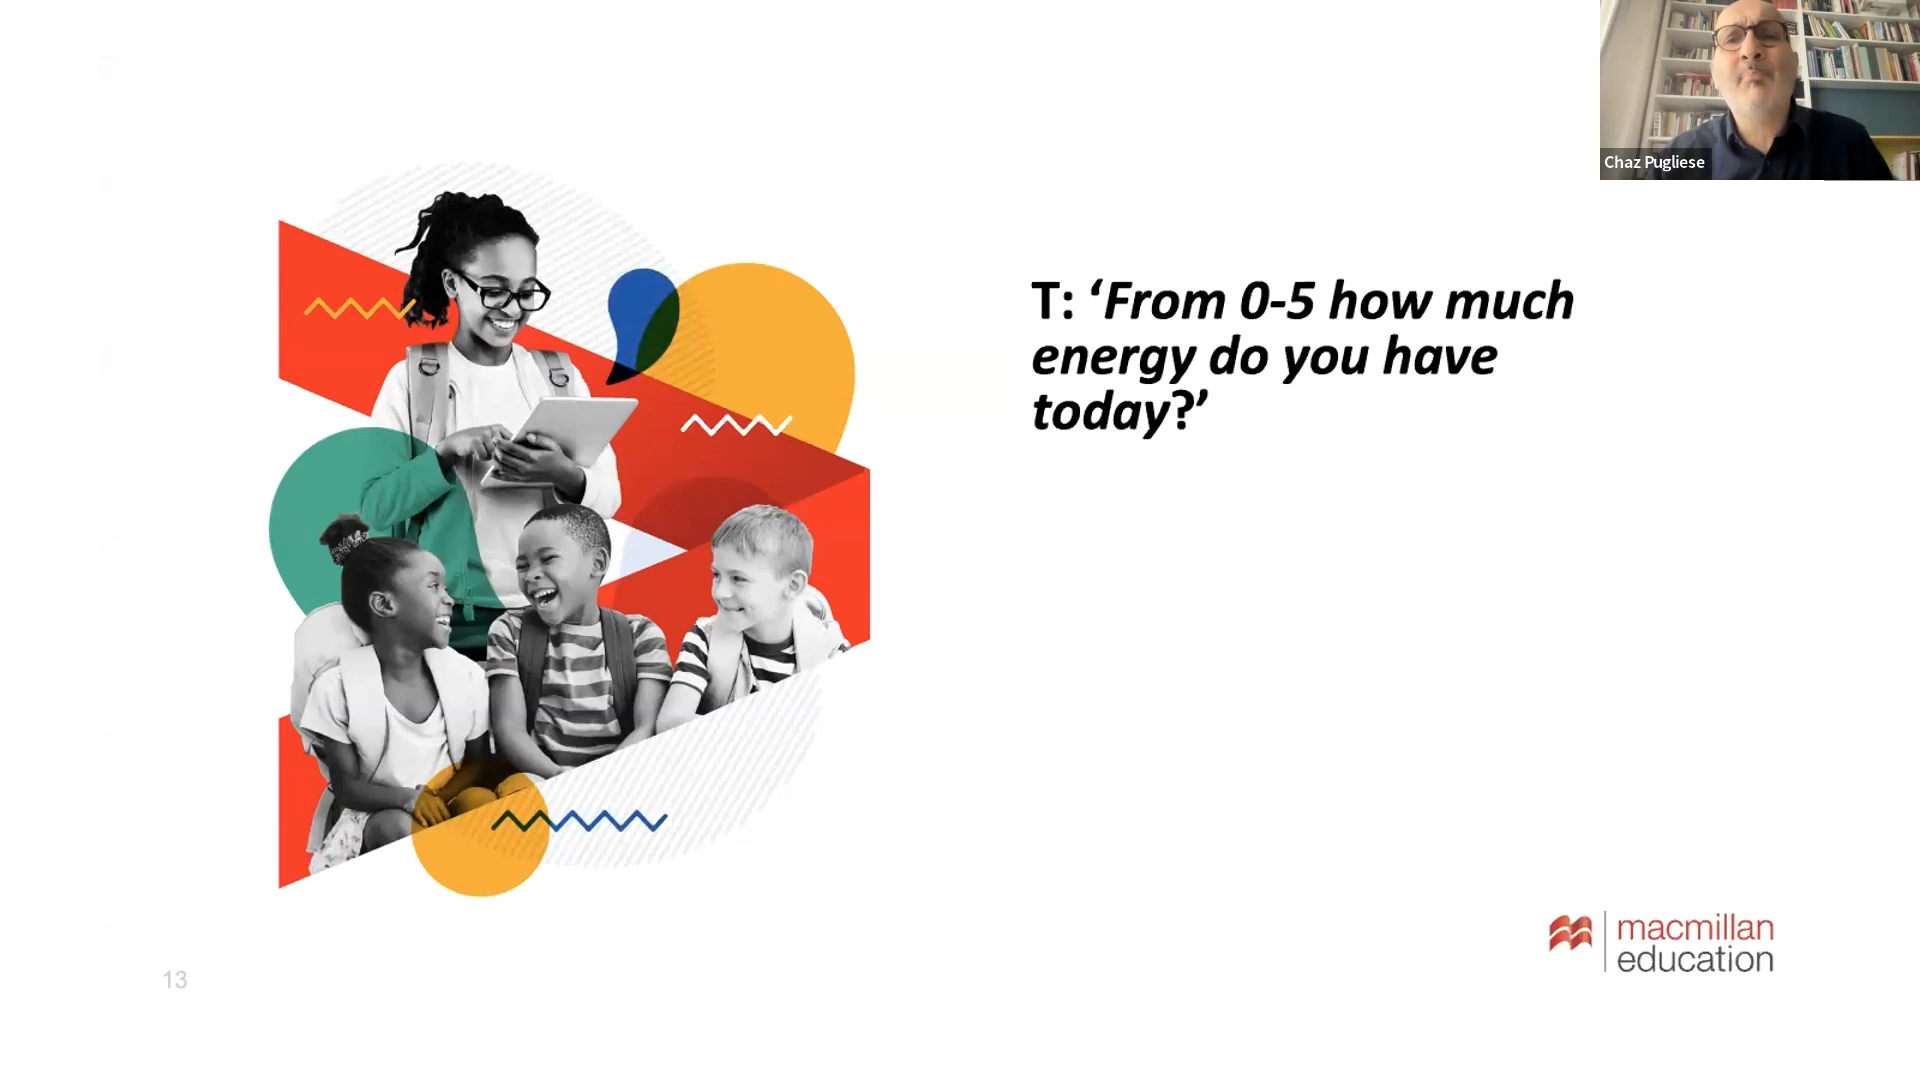 Chaz Pugliese
T: ‘From 0-5 how much
energy do you have
today?’
macmillan
education
13